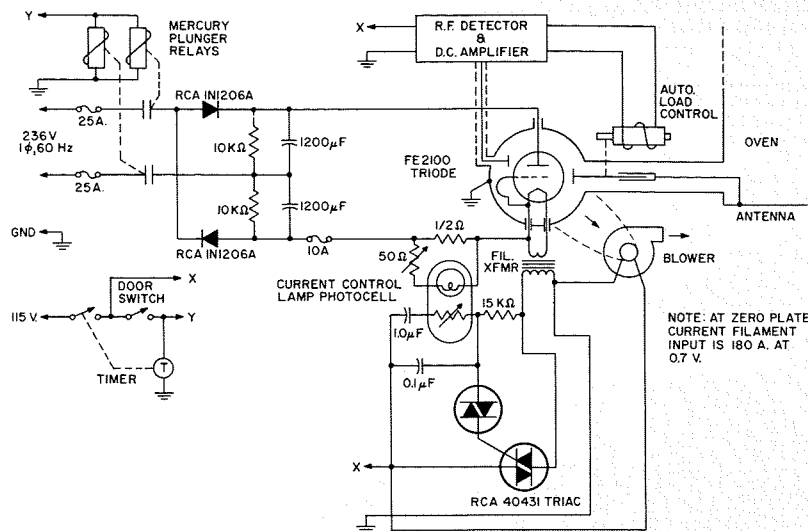 Y
MERCURY
PLUNGER
RELAYS
X
R.F. DETECTOR
&
D.C. AMPLIFIER
AUTO.
LOAD
CONTROL
OVEN
RCA IN1206A
25A.
236V
1ϕ,60 Hz
10KΩ
1200μF
FE2100
TRIODE
25A.
10KΩ
1200μF
ANTENNA
GND
RCA IN1206A
10A
1/2Ω
50Ω
FIL.
XFMR
BLOWER
CURRENT CONTROL
LAMP PHOTOCELL
DOOR
SWITCH
X
115 V.
Y
TIMER
T
1.0μF
15 KΩ
0.1μF
NOTE: AT ZERO PLATE
CURRENT FILAMENT
INPUT IS 180 A. AT
0.7 V.
X
RCA 40431 TRIAC